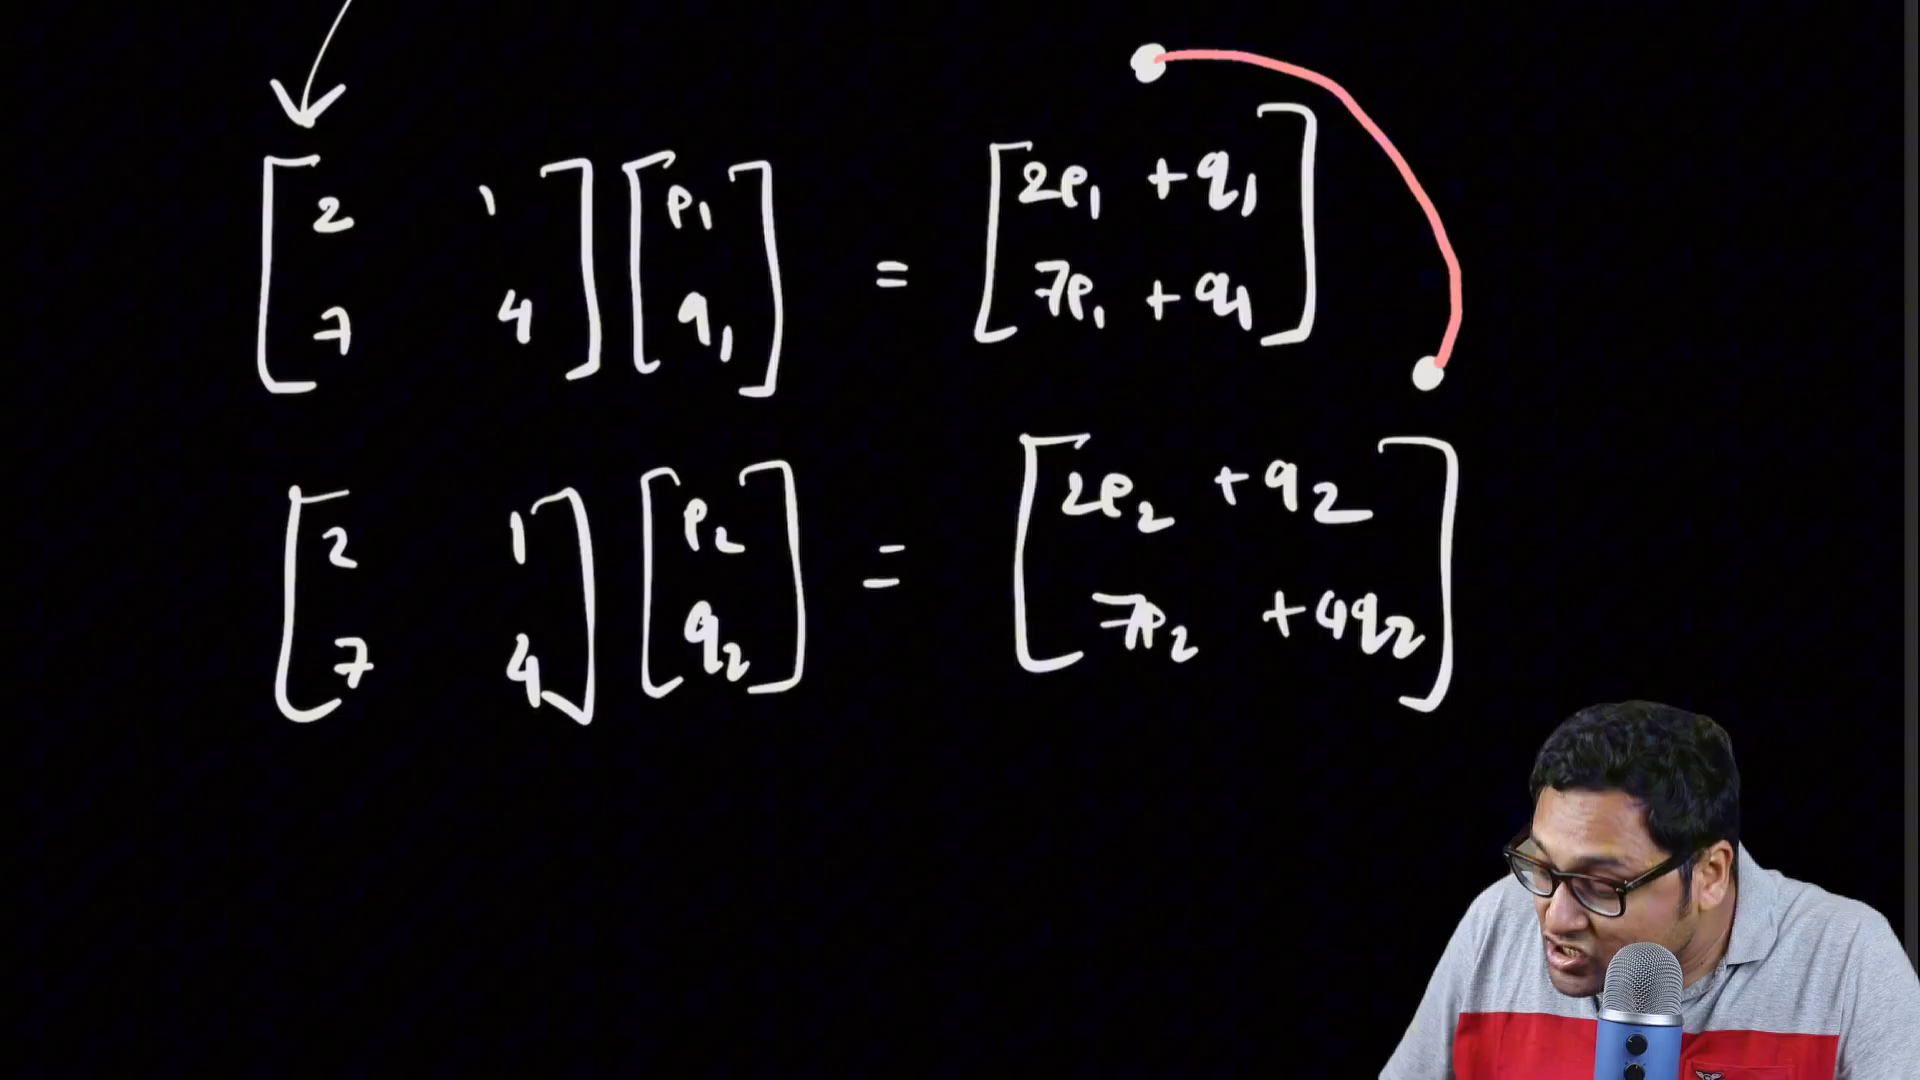 [2 1] [p₁] = [2p₁ + q₁]
[7 4] [q₁] [7p₁ + q₁]
[2 1] [p₂] = [2p₂ + q₂]
[7 4] [q₂] [7p₂ + 4q₂]